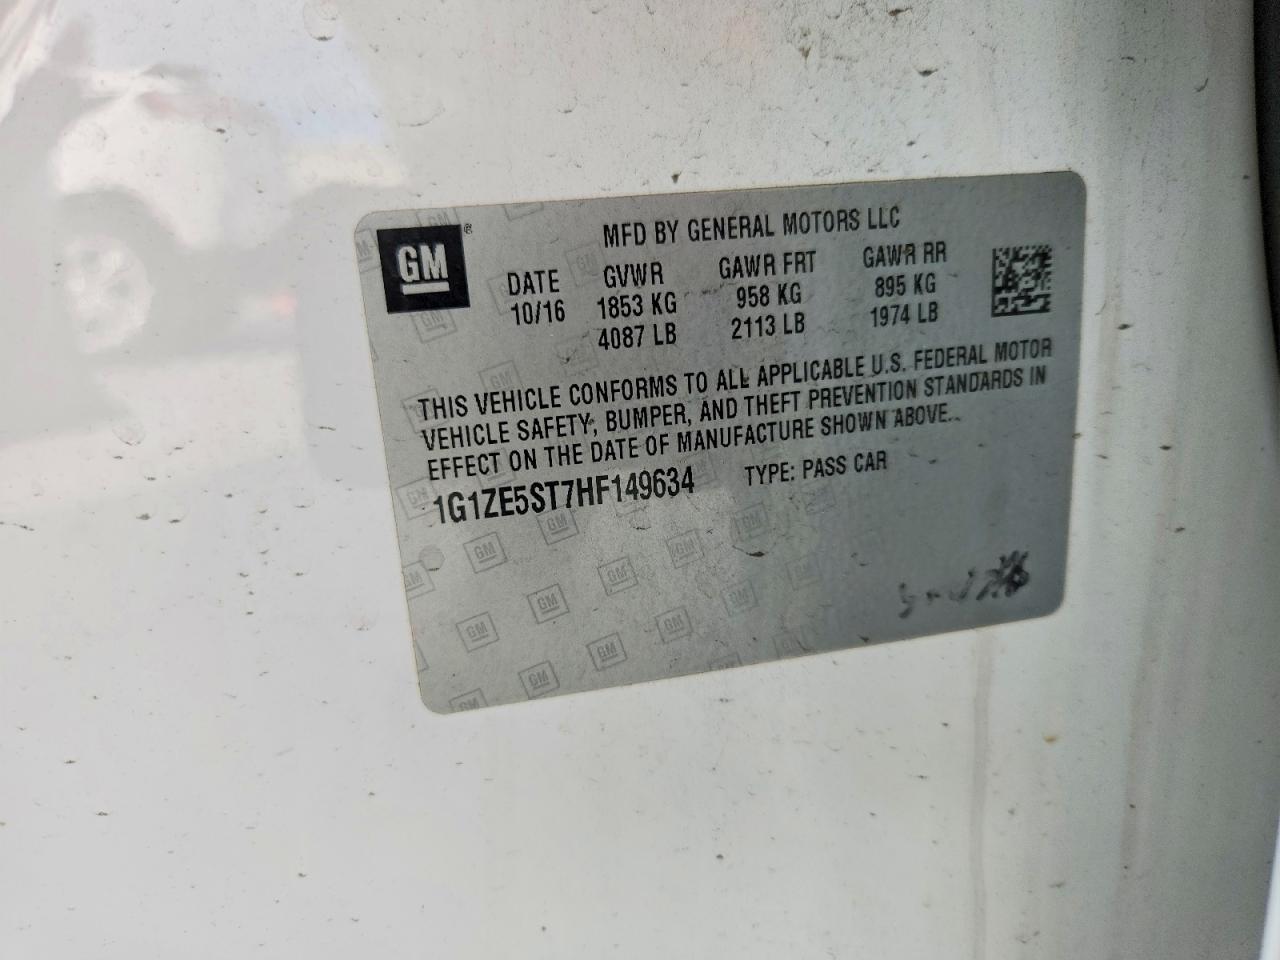 GM®
MFD BY GENERAL MOTORS LLC
DATE GVWR GAWR FRT GAWR RR
10/16 1853 KG 958 KG 895 KG
4087 LB 2113 LB 1974 LB
THIS VEHICLE CONFORMS TO ALL APPLICABLE U.S. FEDERAL MOTOR
VEHICLE SAFETY, BUMPER, AND THEFT PREVENTION STANDARDS IN
EFFECT ON THE DATE OF MANUFACTURE SHOWN ABOVE.
1G1ZE5ST7HF149634 TYPE: PASS CAR